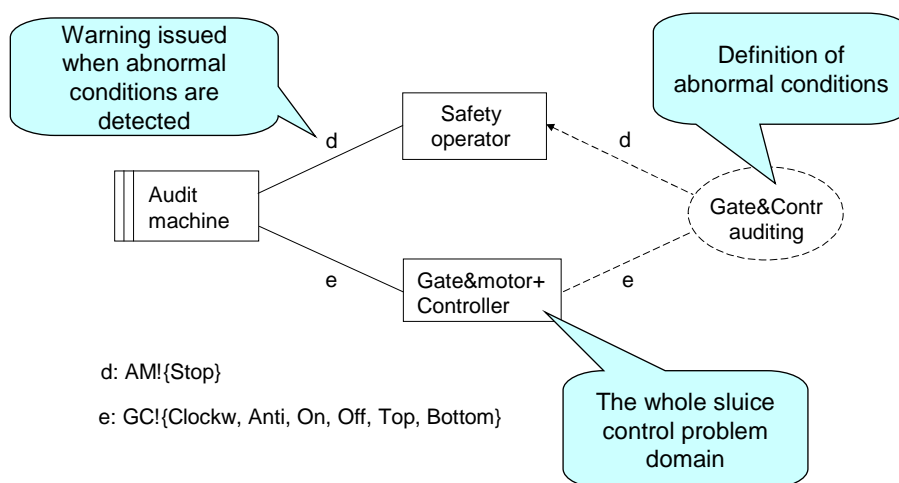 Warning issued
when abnormal
conditions are
detected
Definition of
abnormal conditions
Safety
operator
d
d
Audit
machine
Gate&Contr
auditing
e
Gate&motor+
Controller
e
d: AM!{Stop}
e: GC!{Clockw, Anti, On, Off, Top, Bottom}
The whole sluice
control problem
domain